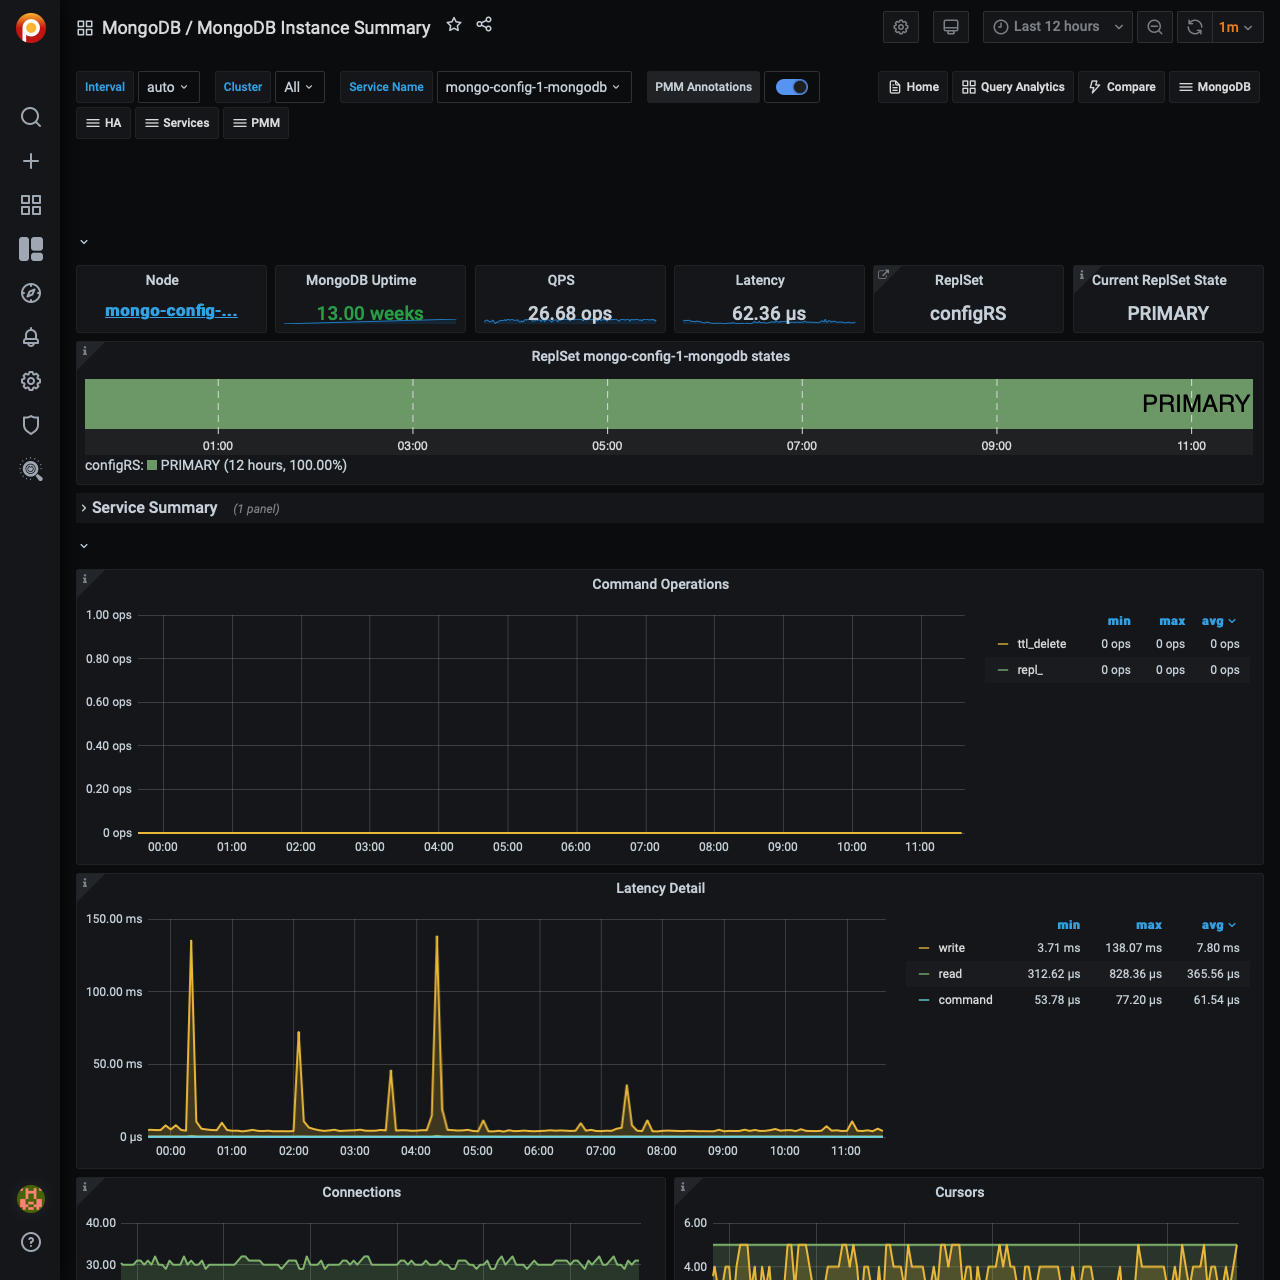 MongoDB / MongoDB Instance Summary
Last 12 hours
1m
Interval auto Cluster All Service Name mongo-config-1-mongodb PMM Annotations Home Query Analytics Compare MongoDB
HA Services PMM
Node MongoDB Uptime QPS Latency ReplSet Current ReplSet State
mongo-config-... 13.00 weeks 26.68 ops 62.36 µs configRS PRIMARY
ReplSet mongo-config-1-mongodb states
PRIMARY
01:00 03:00 05:00 07:00 09:00 11:00
configRS: PRIMARY (12 hours, 100.00%)
Service Summary (1 panel)
Command Operations
1.00 ops
0.80 ops
0.60 ops
0.40 ops
0.20 ops
0 ops
00:00 01:00 02:00 03:00 04:00 05:00 06:00 07:00 08:00 09:00 10:00 11:00
min max avg
ttl_delete 0 ops 0 ops 0 ops
repl_ 0 ops 0 ops 0 ops
Latency Detail
150.00 ms
100.00 ms
50.00 ms
0 µs
00:00 01:00 02:00 03:00 04:00 05:00 06:00 07:00 08:00 09:00 10:00 11:00
min max avg
write 3.71 ms 138.07 ms 7.80 ms
read 312.62 µs 828.36 µs 365.56 µs
command 53.78 µs 77.20 µs 61.54 µs
Connections
40.00
30.00
Cursors
6.00
4.00